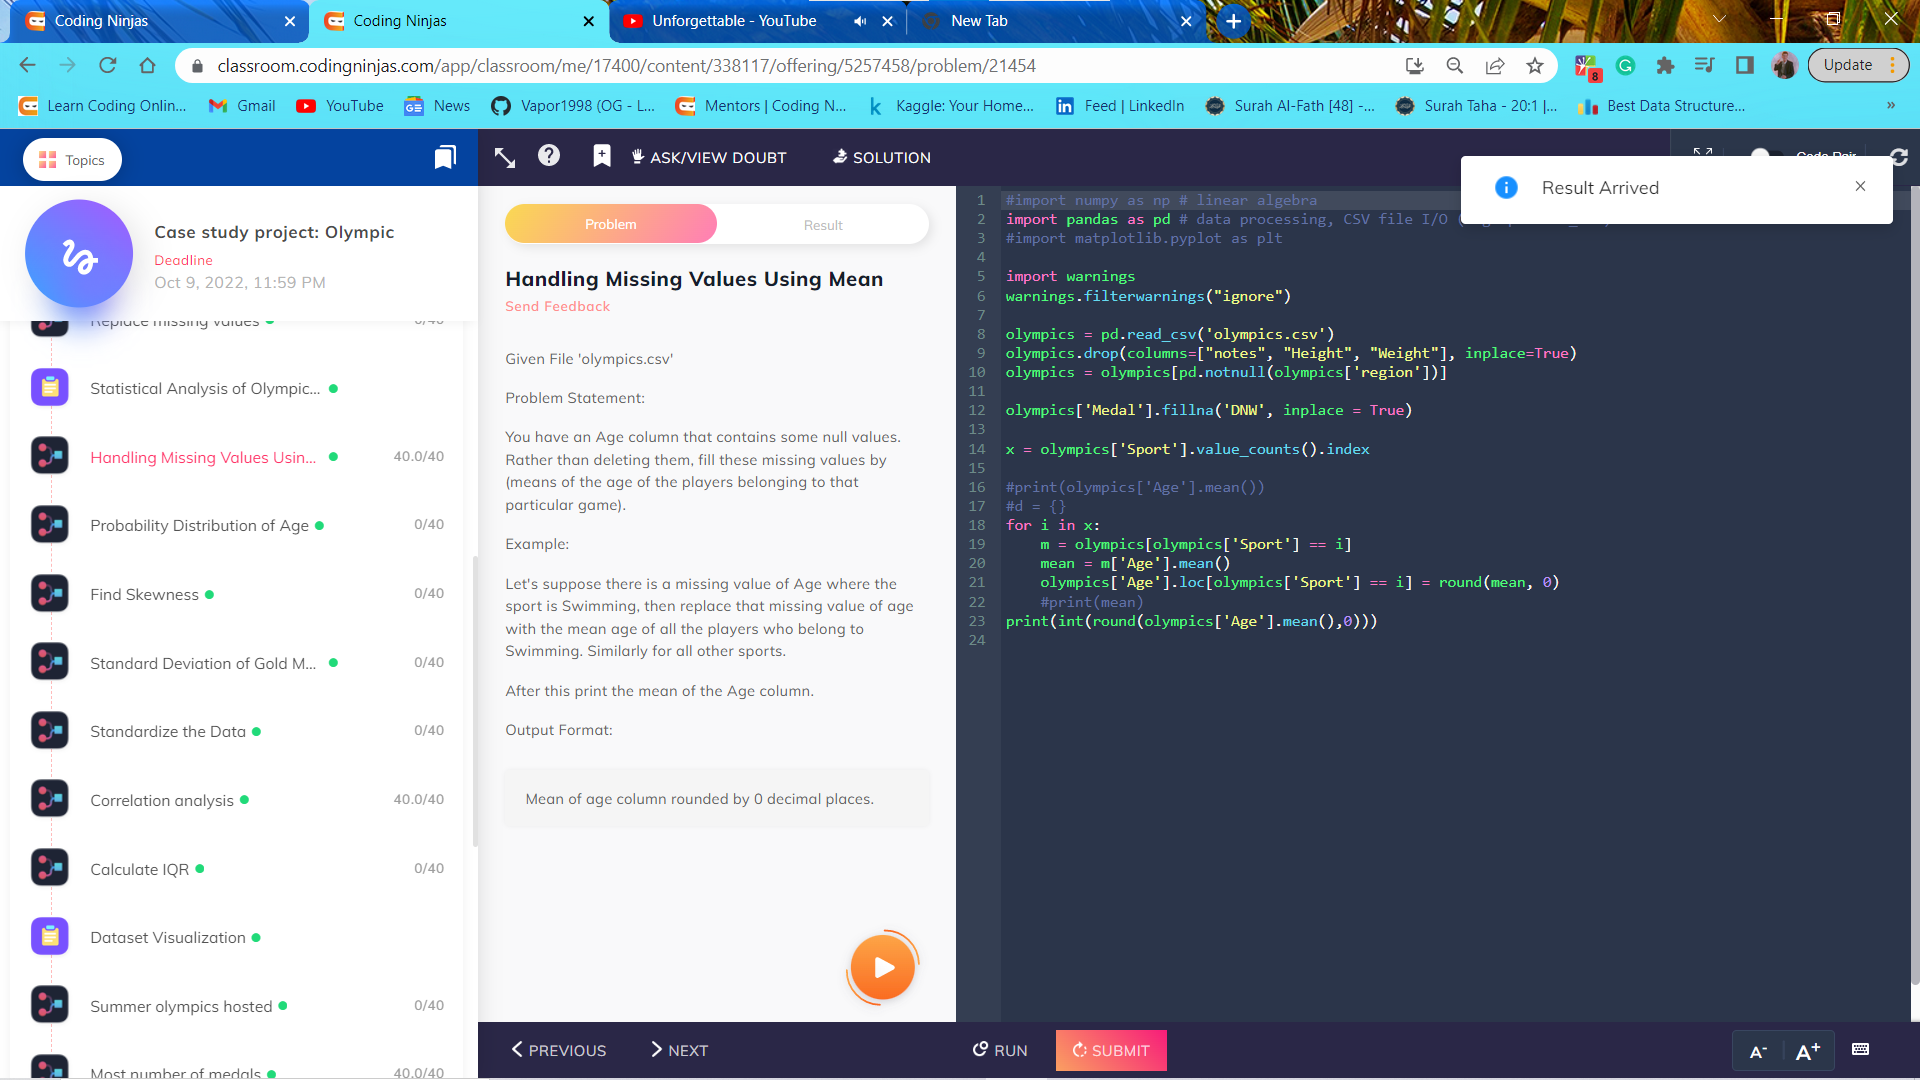 Coding Ninjas
Coding Ninjas
Unforgettable - YouTube
New Tab
classroom.codingninjas.com/app/classroom/me/17400/content/338117/offering/5257458/problem/21454
8
Update
Learn Coding Onlin...
Gmail
YouTube
News
Vapor1998 (OG - L...
Mentors | Coding N...
Kaggle: Your Home...
Feed | LinkedIn
Surah Al-Fath [48] -...
Surah Taha - 20:1 |...
Best Data Structure...
»
Topics
ASK/VIEW DOUBT
SOLUTION
Code Pair
Result Arrived
Case study project: Olympic
Deadline
Oct 9, 2022, 11:59 PM
Replace missing values 0/40
Statistical Analysis of Olympic...
Handling Missing Values Usin... 40.0/40
Probability Distribution of Age 0/40
Find Skewness 0/40
Standard Deviation of Gold M... 0/40
Standardize the Data 0/40
Correlation analysis 40.0/40
Calculate IQR 0/40
Dataset Visualization
Summer olympics hosted 0/40
Most number of medals 40.0/40
Problem
Result
Handling Missing Values Using Mean
Send Feedback
Given File 'olympics.csv'
Problem Statement:
You have an Age column that contains some null values.
Rather than deleting them, fill these missing values by
(means of the age of the players belonging to that
particular game).
Example:
Let's suppose there is a missing value of Age where the
sport is Swimming, then replace that missing value of age
with the mean age of all the players who belong to
Swimming. Similarly for all other sports.
After this print the mean of the Age column.
Output Format:
Mean of age column rounded by 0 decimal places.
1 #import numpy as np # linear algebra
2 import pandas as pd # data processing, CSV file I/O
3 #import matplotlib.pyplot as plt
4
5 import warnings
6 warnings.filterwarnings("ignore")
7
8 olympics = pd.read_csv('olympics.csv')
9 olympics.drop(columns=["notes", "Height", "Weight"], inplace=True)
10 olympics = olympics[pd.notnull(olympics['region'])]
11
12 olympics['Medal'].fillna('DNW', inplace = True)
13
14 x = olympics['Sport'].value_counts().index
15
16 #print(olympics['Age'].mean())
17 #d = {}
18 for i in x:
19 m = olympics[olympics['Sport'] == i]
20 mean = m['Age'].mean()
21 olympics['Age'].loc[olympics['Sport'] == i] = round(mean, 0)
22 #print(mean)
23 print(int(round(olympics['Age'].mean(),0)))
24
PREVIOUS
NEXT
RUN
SUBMIT
A-
A+